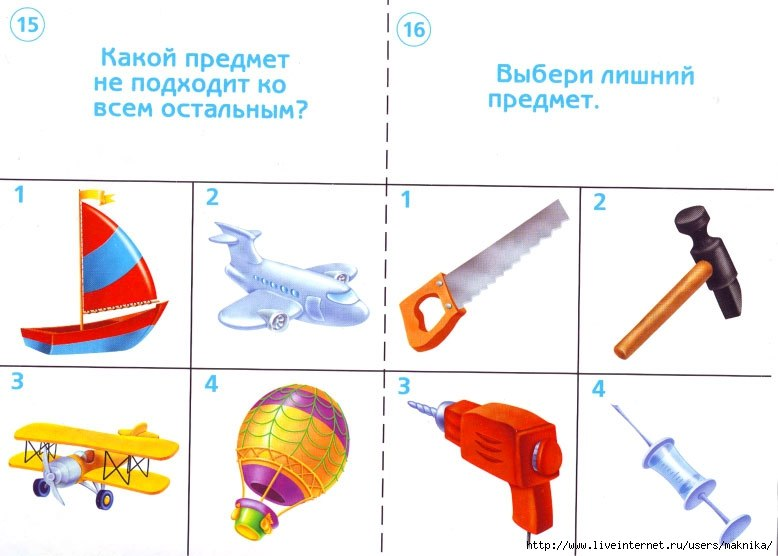 15
Какой предмет
не подходит ко
всем остальным?
1
2
3
4
16
Выбери лишний
предмет.
1
2
3
4
http://www.liveinternet.ru/users/maknika/